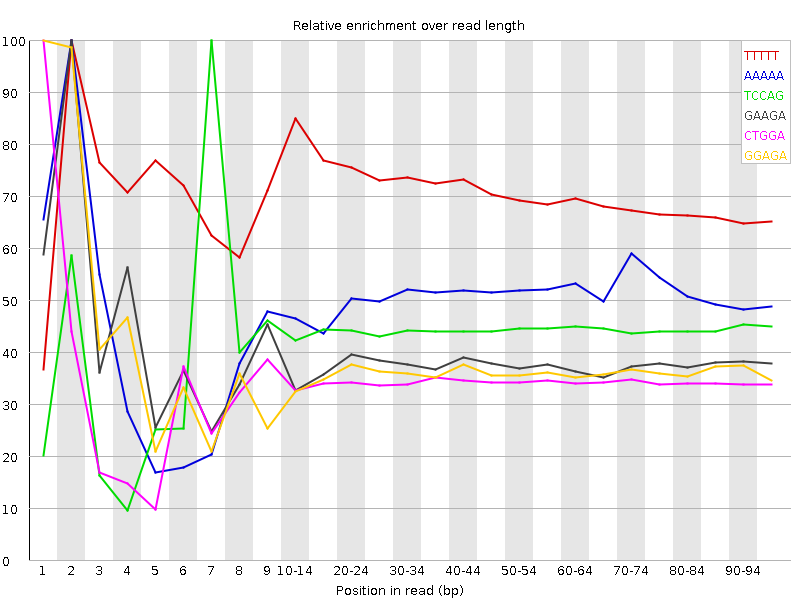 Relative enrichment over read length
100
90
80
70
60
50
40
30
20
10
0
TTTTT
AAAAA
TCCAG
GAAGA
CTGGA
GGAGA
1 2 3 4 5 6 7 8 9 10-14 20-24 30-34 40-44 50-54 60-64 70-74 80-84 90-94
Position in read (bp)